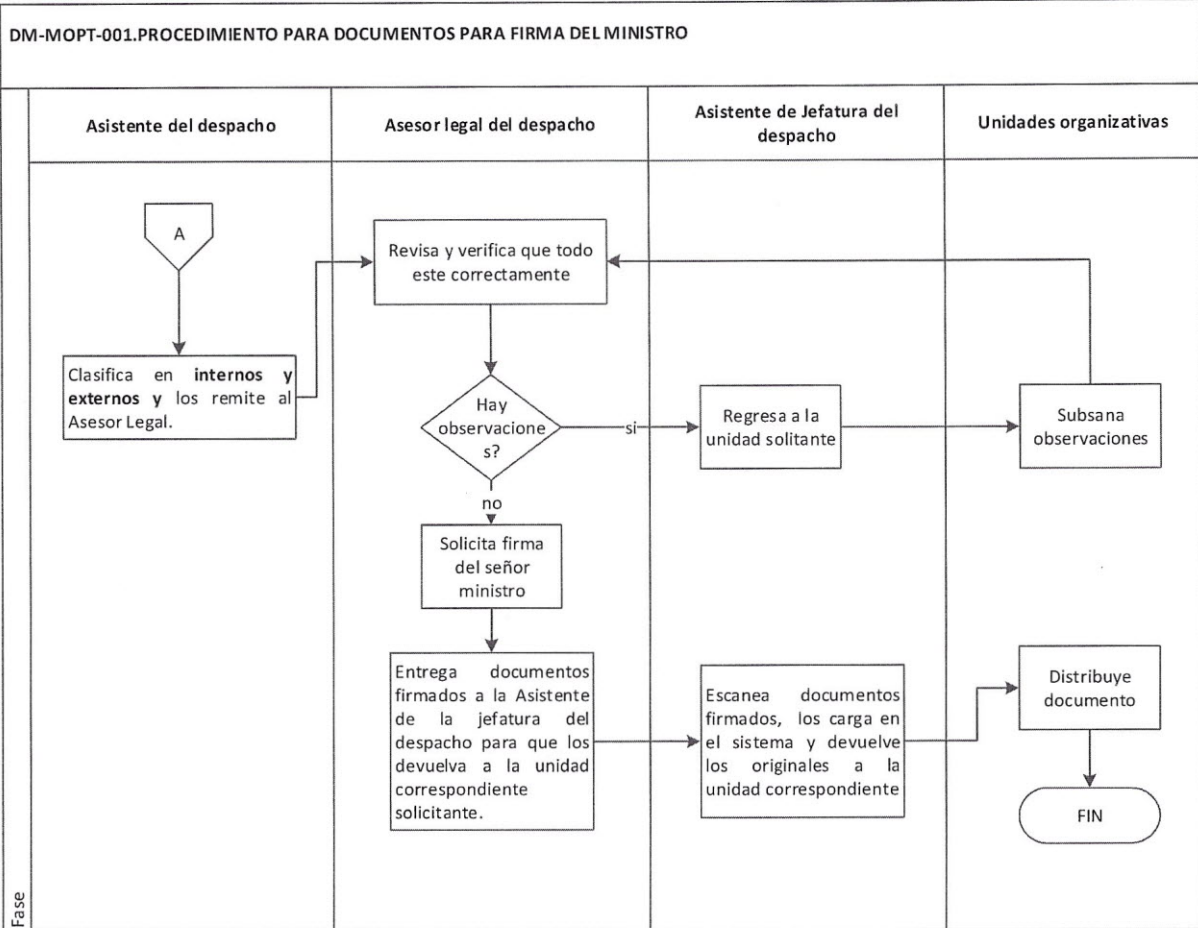 DM-MOPT-001.PROCEDIMIENTO PARA DOCUMENTOS PARA FIRMA DEL MINISTRO
Asistente del despacho
Asesor legal del despacho
Asistente de Jefatura del
despacho
Unidades organizativas
A
Clasifica en internos y
externos y los remite al
Asesor Legal.
Revisa y verifica que todo
este correctamente
Hay
observacione
s?
si
Regresa a la
unidad solitante
Subsana
observaciones
no
Solicita firma
del señor
ministro
Entrega documentos
firmados a la Asistente
de la jefatura del
despacho para que los
devuelva a la unidad
correspondiente
solicitante.
Escanea documentos
firmados, los carga en
el sistema y devuelve
los originales a la
unidad correspondiente
Distribuye
documento
FIN
Fase